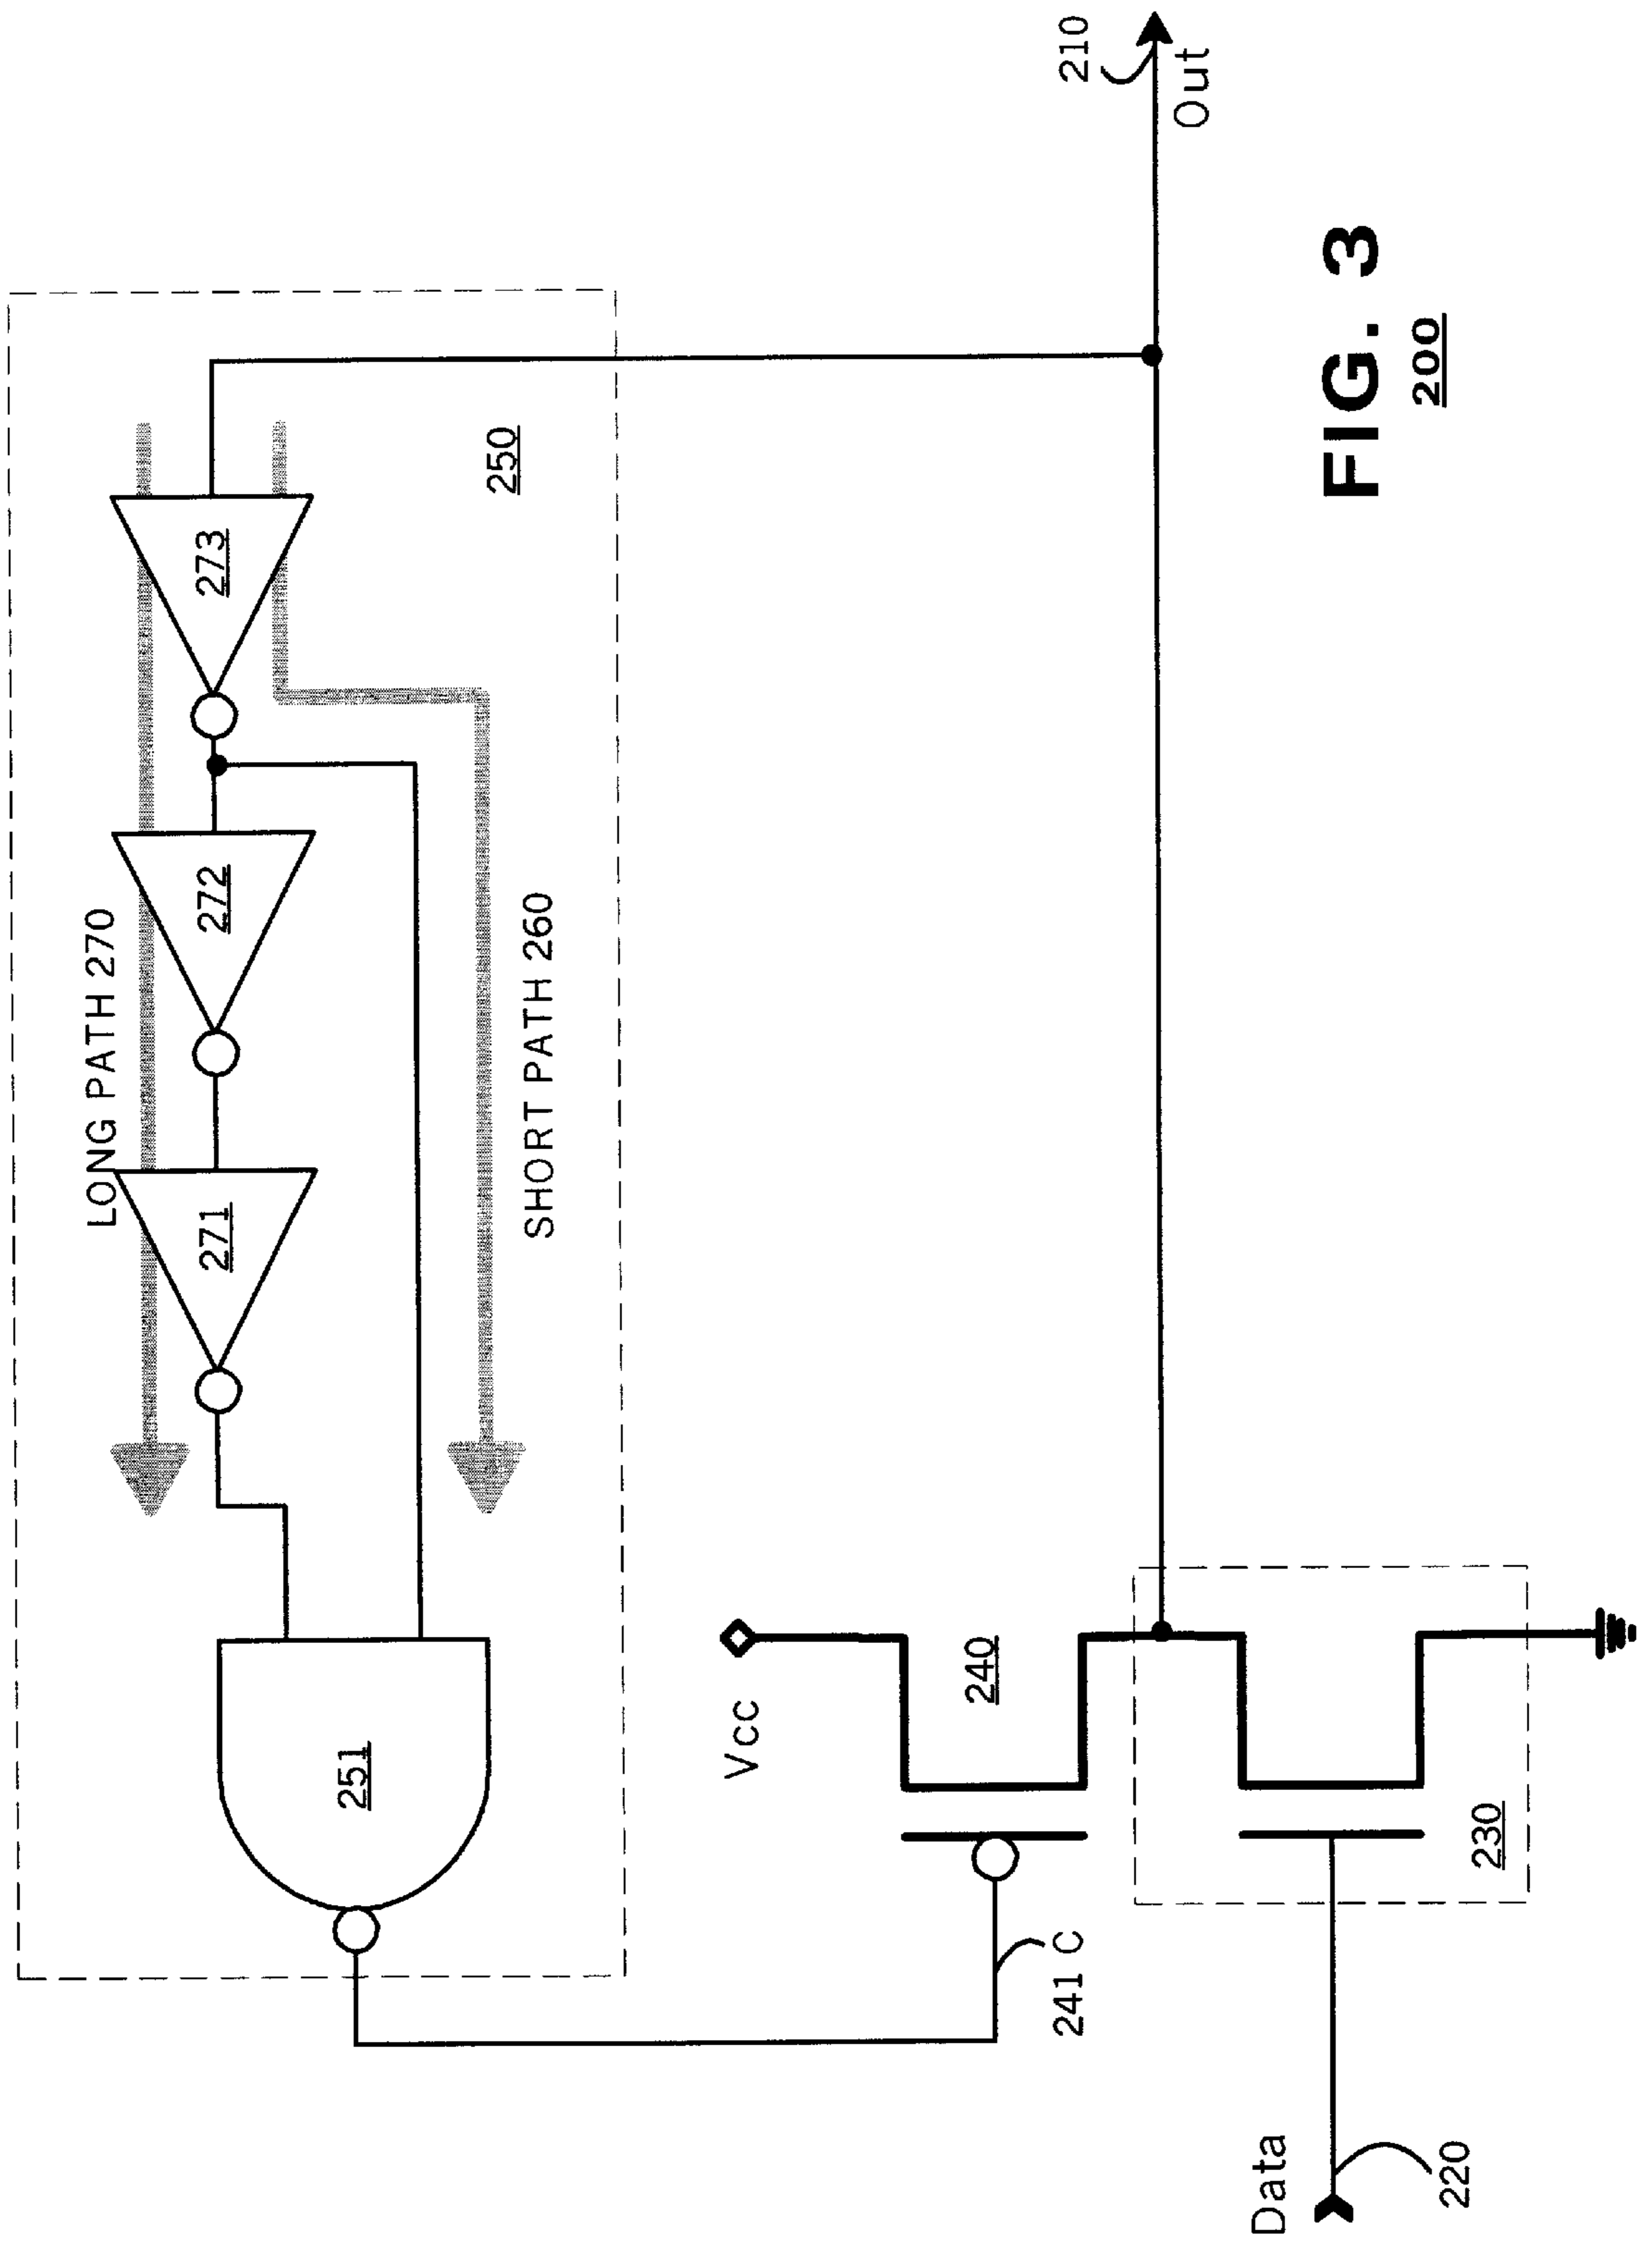 LONG PATH 270
273
272
271
250
SHORT PATH 260
251
Vcc
240
241 C
230
Data
220
210
Out
FIG. 3
200